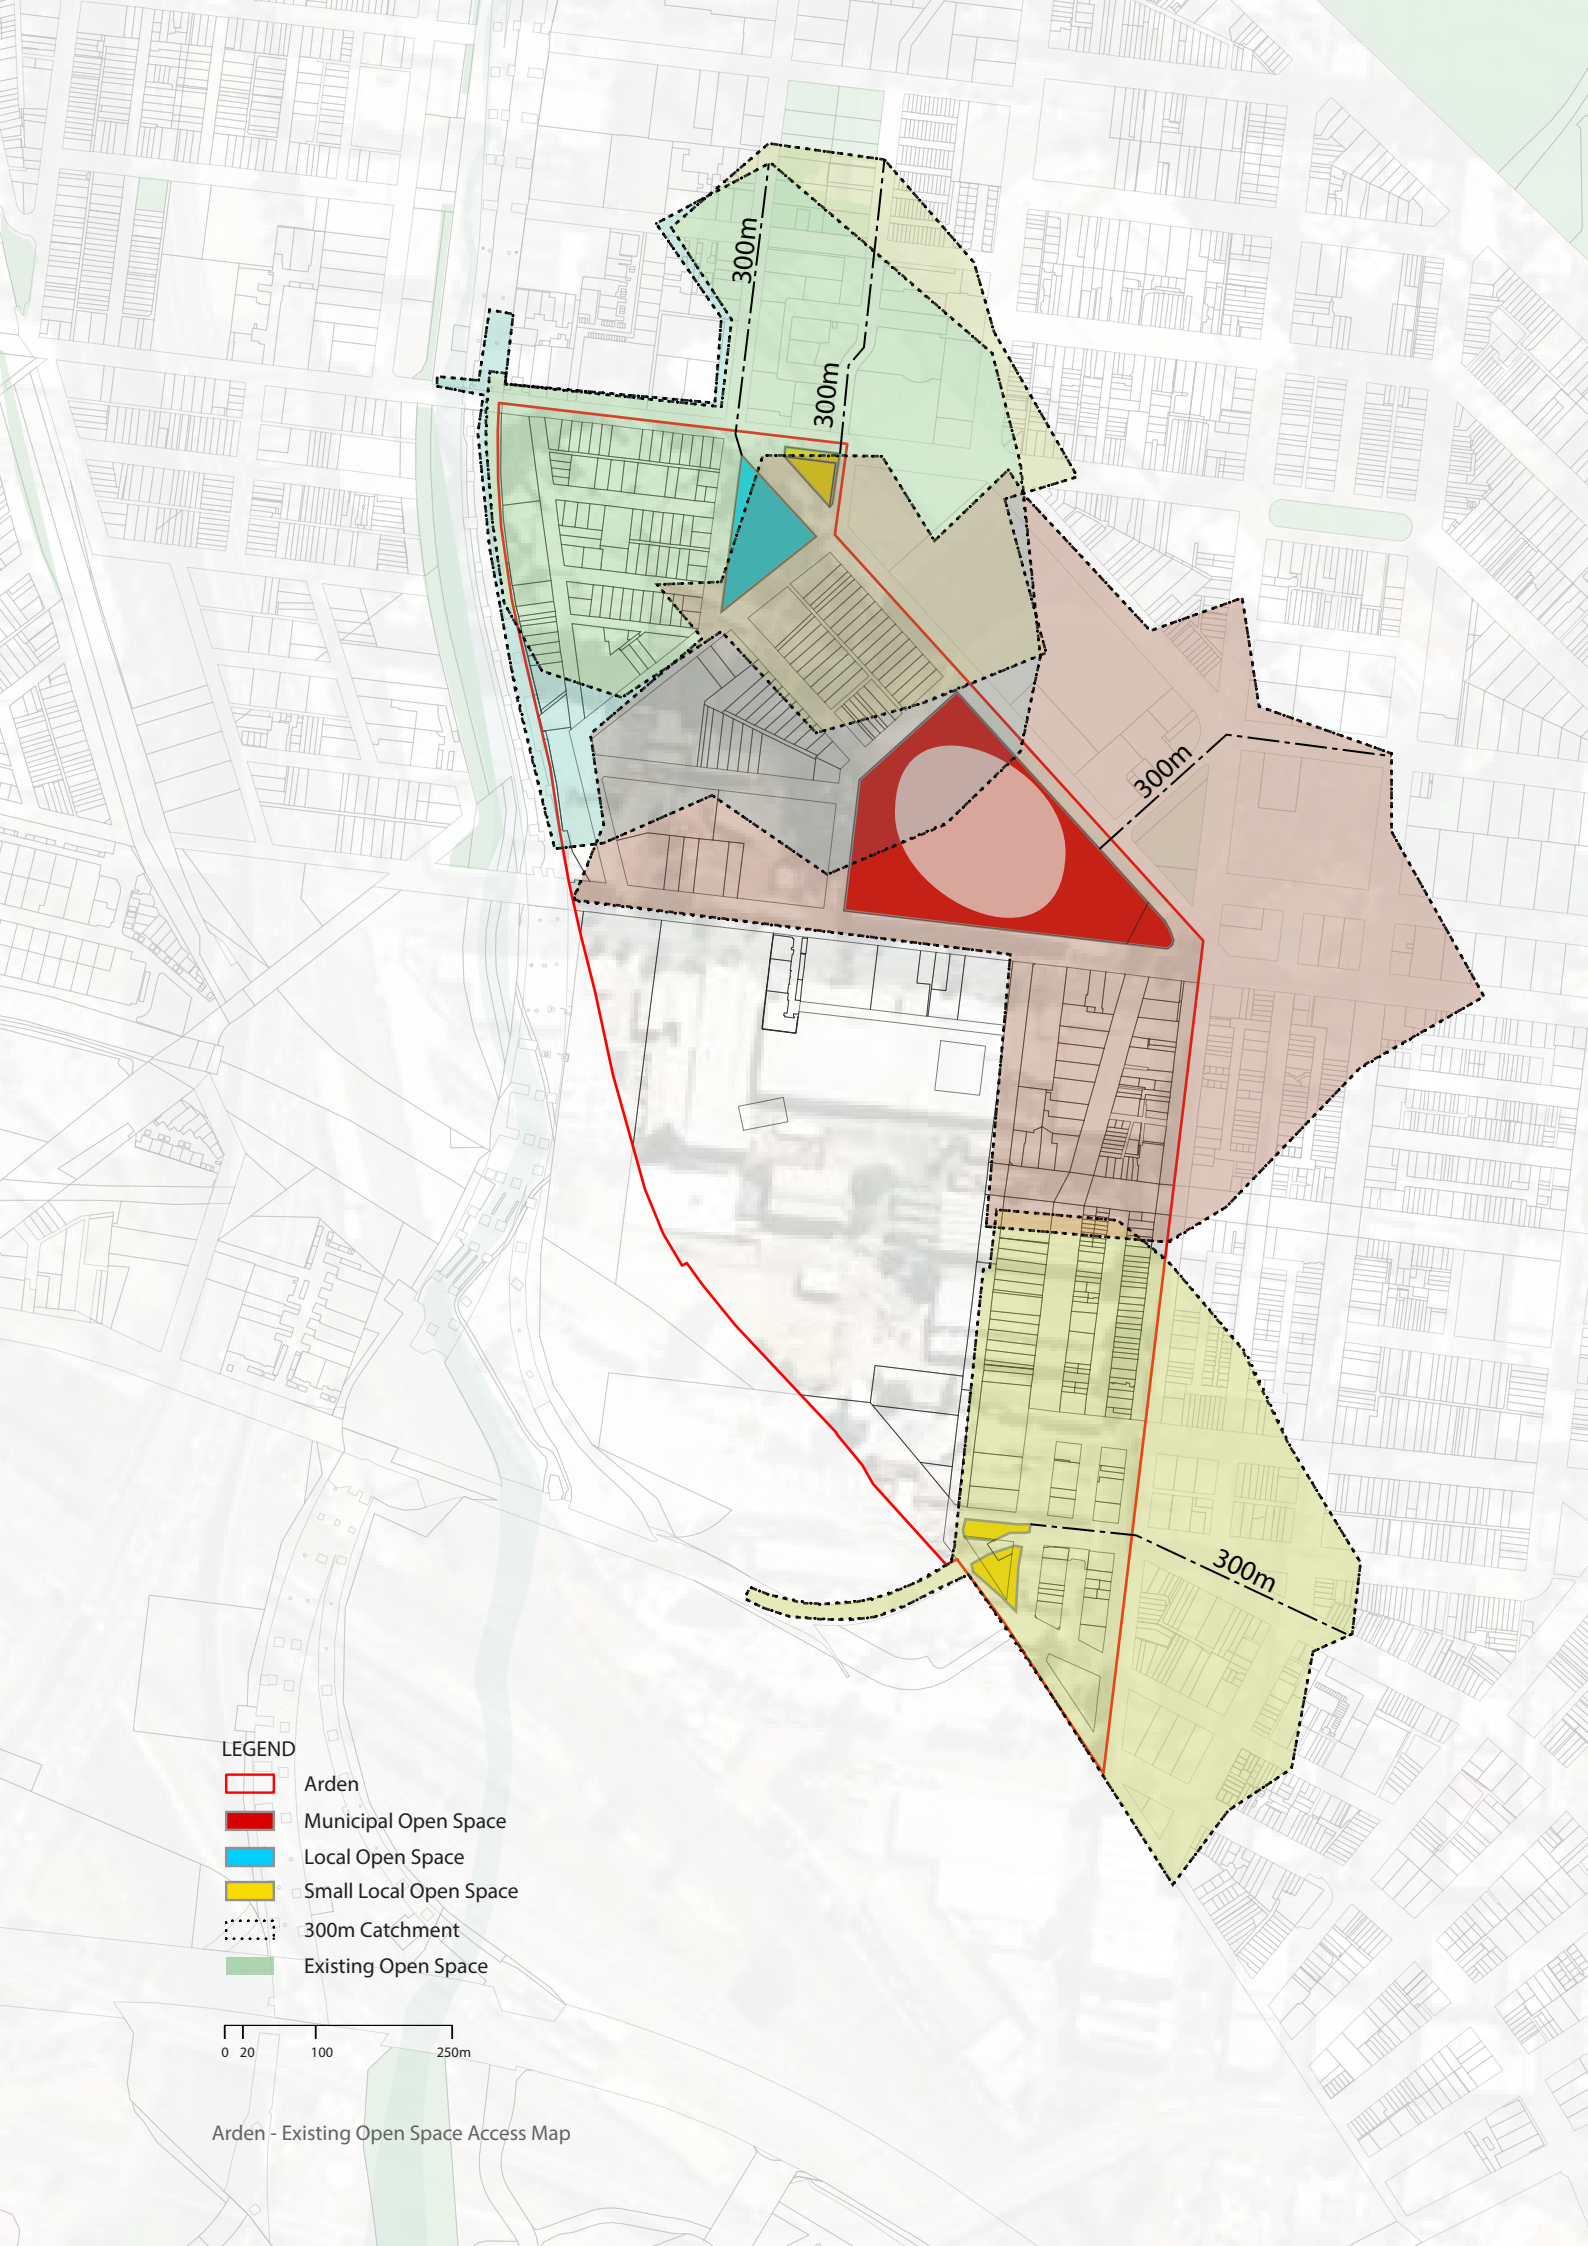 300m
300m
300m
300m
LEGEND
Arden
Municipal Open Space
Local Open Space
Small Local Open Space
300m Catchment
Existing Open Space
0 20 100 250m
Arden - Existing Open Space Access Map